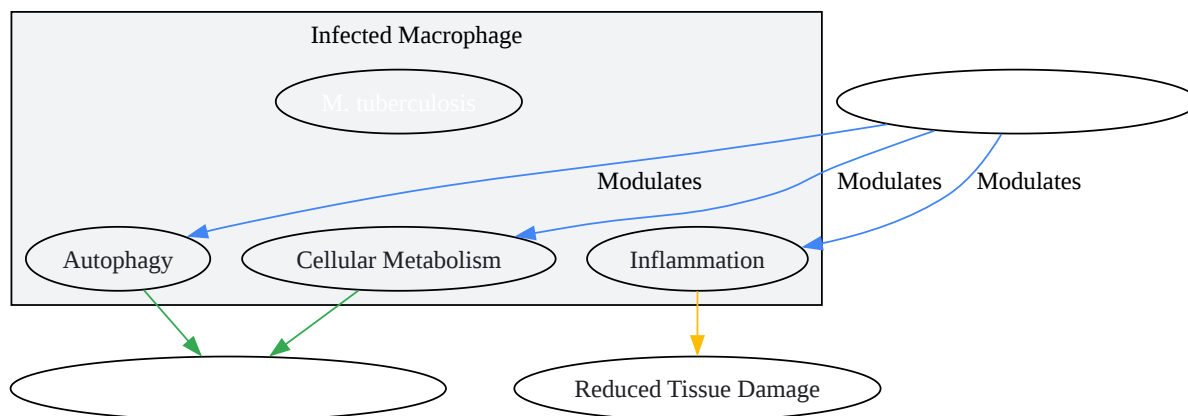 Infected Macrophage
M. tuberculosis
Modulates
Modulates
Modulates
Autophagy
Cellular Metabolism
Inflammation
Reduced Tissue Damage